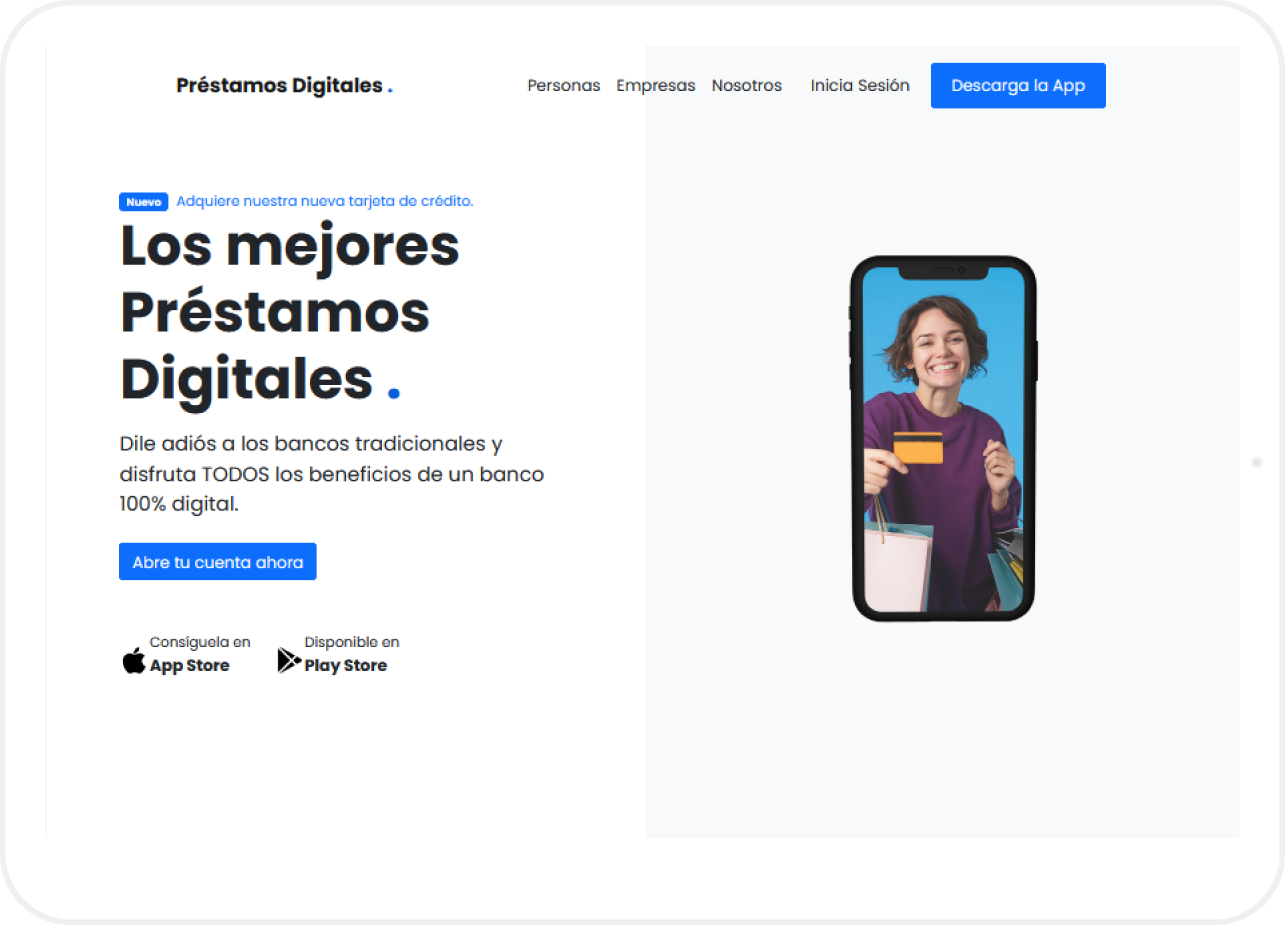 Préstamos Digitales .
Personas Empresas Nosotros Inicia Sesión Descarga la App
Nuevo Adquiere nuestra nueva tarjeta de crédito.
Los mejores
Préstamos
Digitales .
Dile adiós a los bancos tradicionales y
disfruta TODOS los beneficios de un banco
100% digital.
Abre tu cuenta ahora
Consíguela en
App Store
Disponible en
Play Store